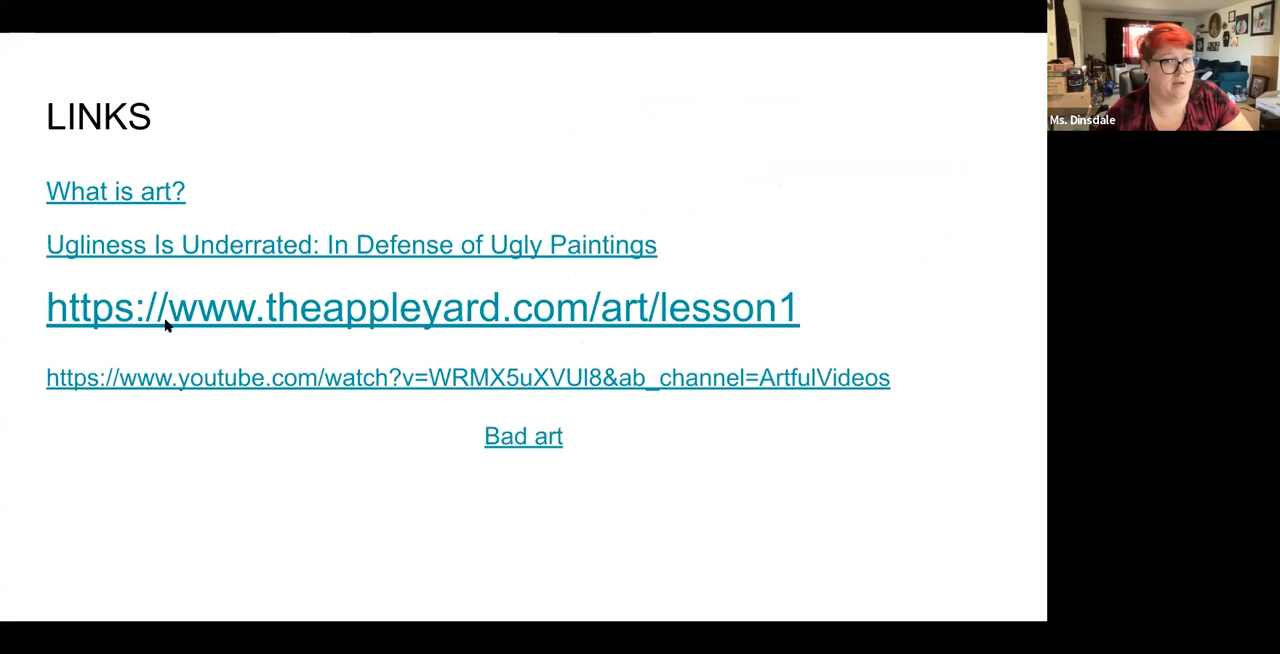 LINKS
What is art?
Ugliness Is Underrated: In Defense of Ugly Paintings
https://www.theappleyard.com/art/lesson1
https://www.youtube.com/watch?v=WRMX5uXVUl8&ab_channel=ArtfulVideos
Bad art
Ms. Dinsdale